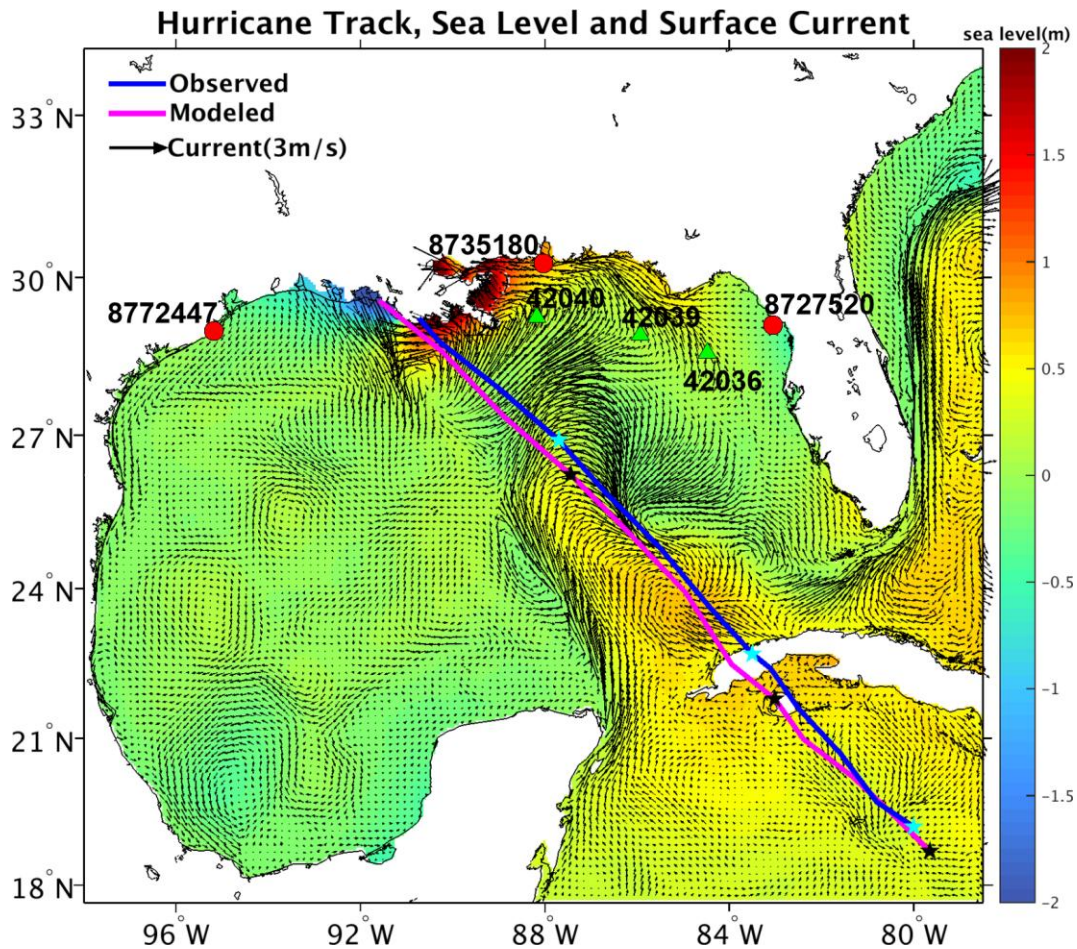 Hurricane Track, Sea Level and Surface Current
sea level(m)
Observed
Modeled
Current(3m/s)
33°N
30°N
27°N
24°N
21°N
18°N
96°W
92°W
88°W
84°W
80°W
8735180
8772447
42040
42039
8727520
42036
2
1.5
1
0.5
0
-0.5
-1
-1.5
-2